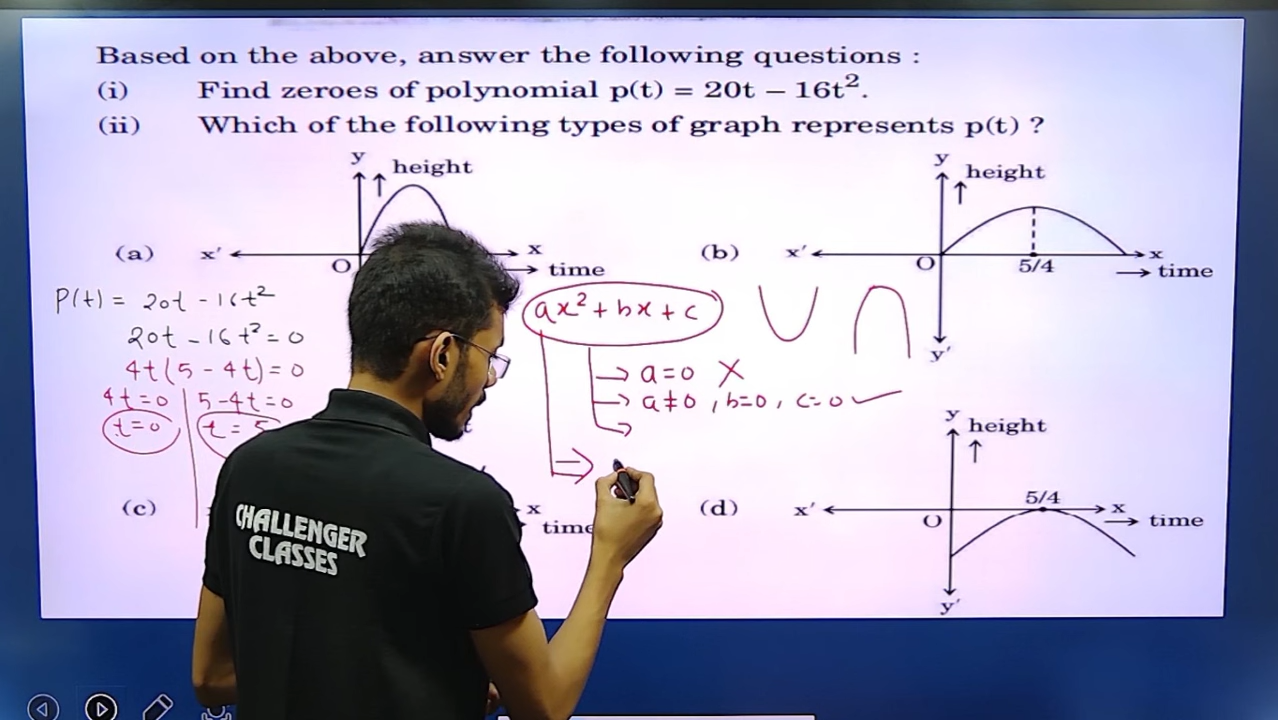 Based on the above, answer the following questions :
(i) Find zeroes of polynomial p(t) = 20t – 16t².
(ii) Which of the following types of graph represents p(t) ?
y
height
(a) x′ x
O
time
y
height
(b) x′ x
O 5/4
time
y′
P(t) = 20t - 16t²
20t - 16t² = 0
4t(5 - 4t) = 0
4t=0 5-4t=0
t=0 t = 5
ax² + bx + c
a=0 X
a≠0, b=0, c=0
(c)
x
time
y
height
5/4
(d) x′ x
O
time
y′
CHALLENGER
CLASSES